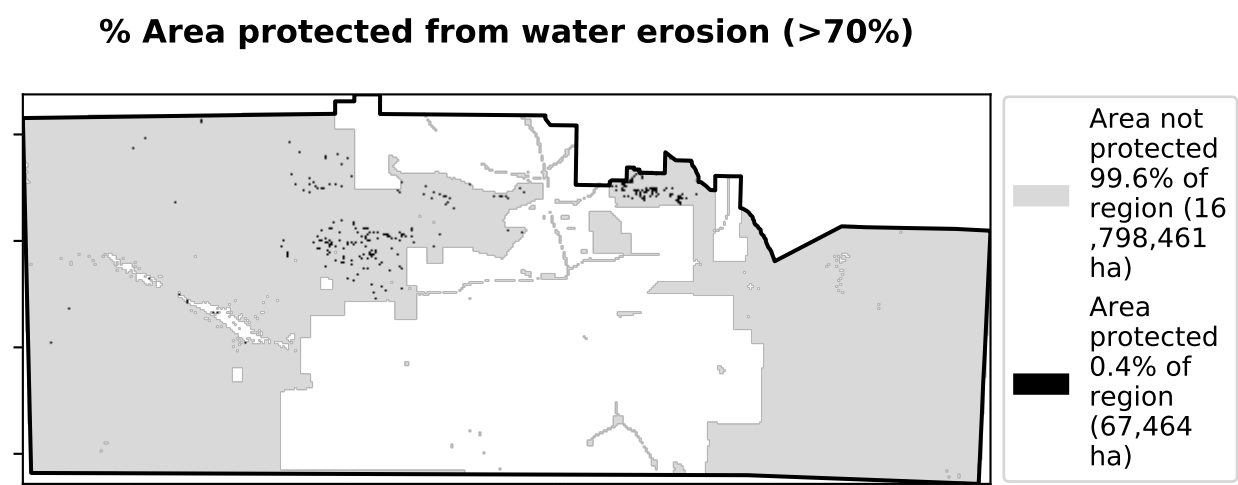 % Area protected from water erosion (>70%)
Area not
protected
99.6% of
region (16
,798,461
ha)
Area
protected
0.4% of
region
(67,464
ha)